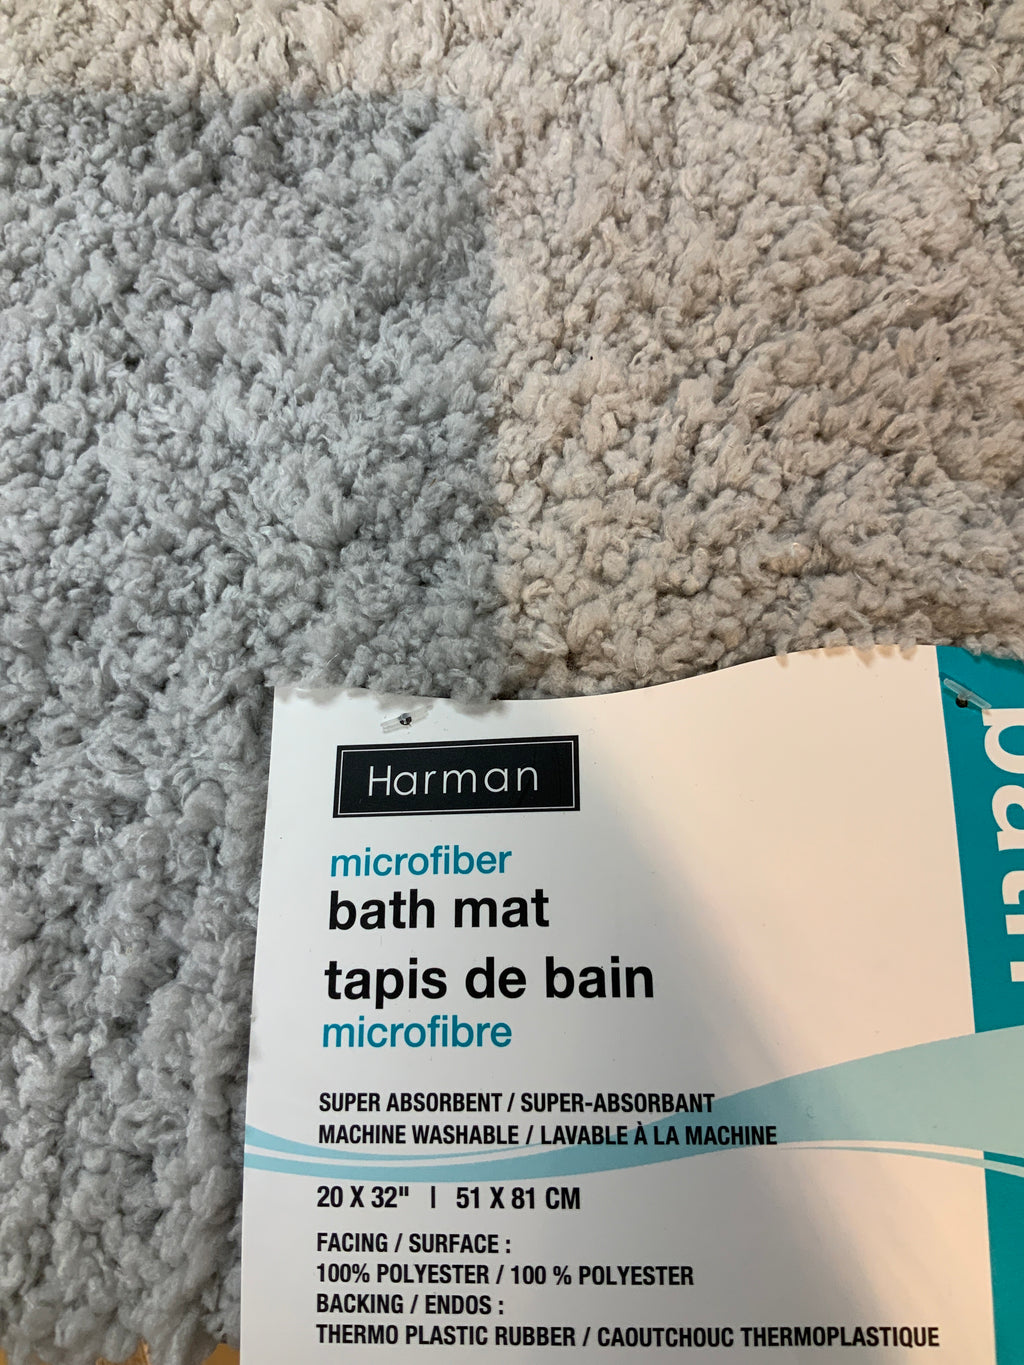 Harman
microfiber
bath mat
tapis de bain
microfibre
SUPER ABSORBENT / SUPER-ABSORBANT
MACHINE WASHABLE / LAVABLE À LA MACHINE
20 X 32" | 51 X 81 CM
FACING / SURFACE :
100% POLYESTER / 100 % POLYESTER
BACKING / ENDOS :
THERMO PLASTIC RUBBER / CAOUTCHOUC THERMOPLASTIQUE